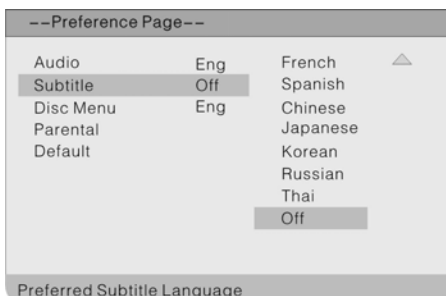 --Preference Page--
Audio Eng French
Subtitle Off Spanish
Disc Menu Eng Chinese
Parental Japanese
Default Korean
Russian
Thai
Off
Preferred Subtitle Language